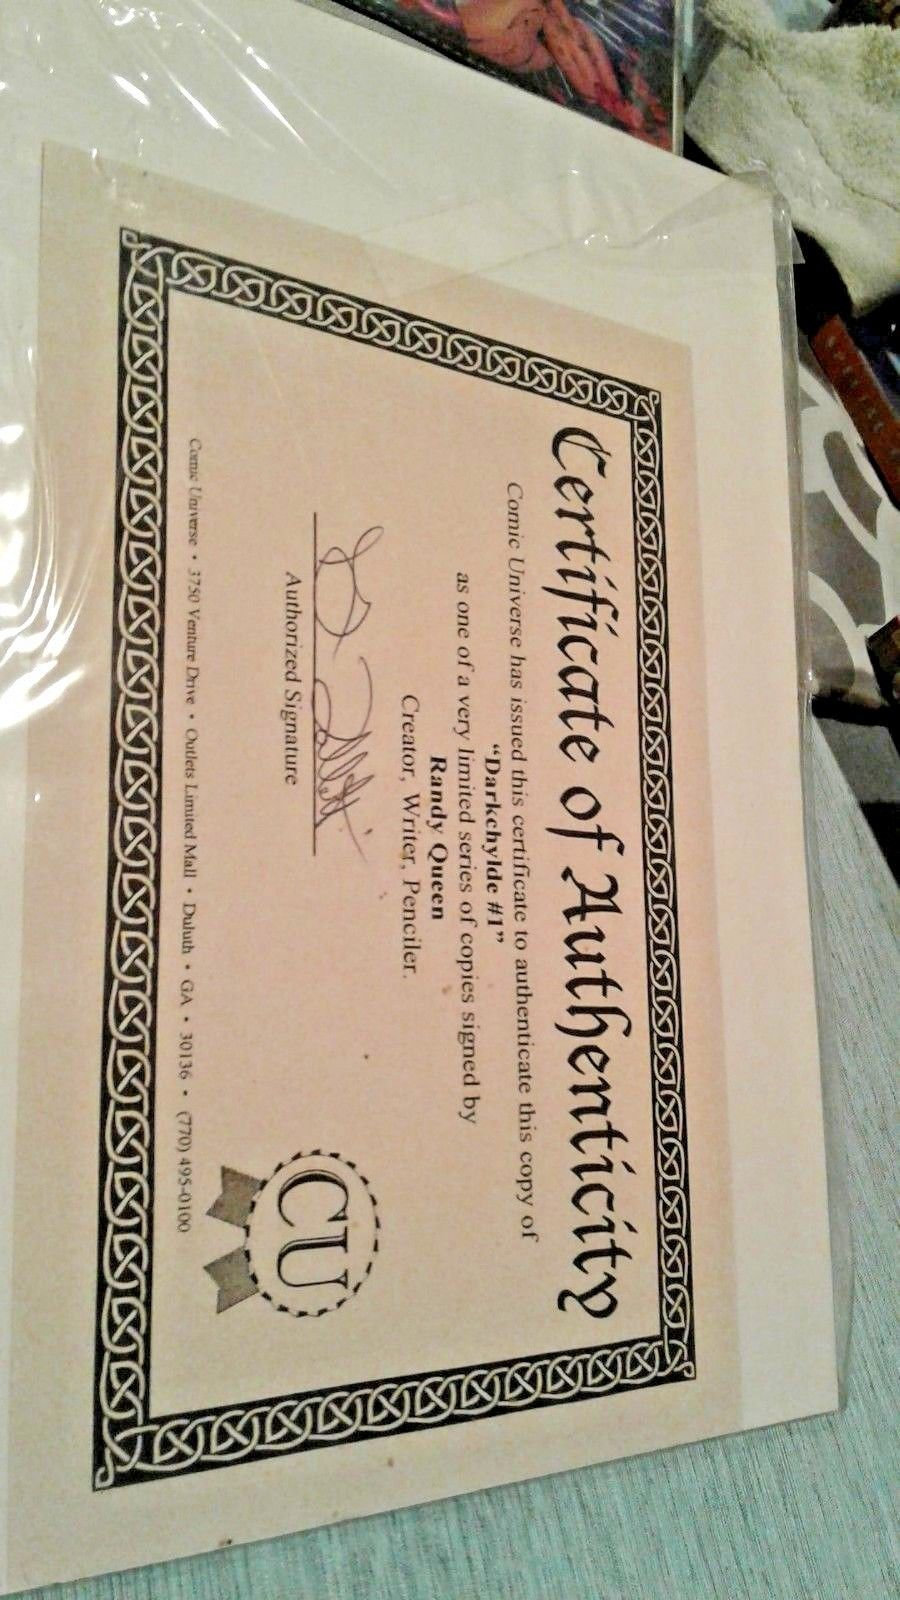 Certificate of Authenticity
Comic Universe has issued this certificate to authenticate this copy of
“Darkchylde #1”
as one of a very limited series of copies signed by
Randy Queen
Creator, Writer, Penciler.
Authorized Signature
CU
Comic Universe • 3750 Venture Drive • Outlets Limited Mall • Duluth • GA • 30136 • (770) 495-0100